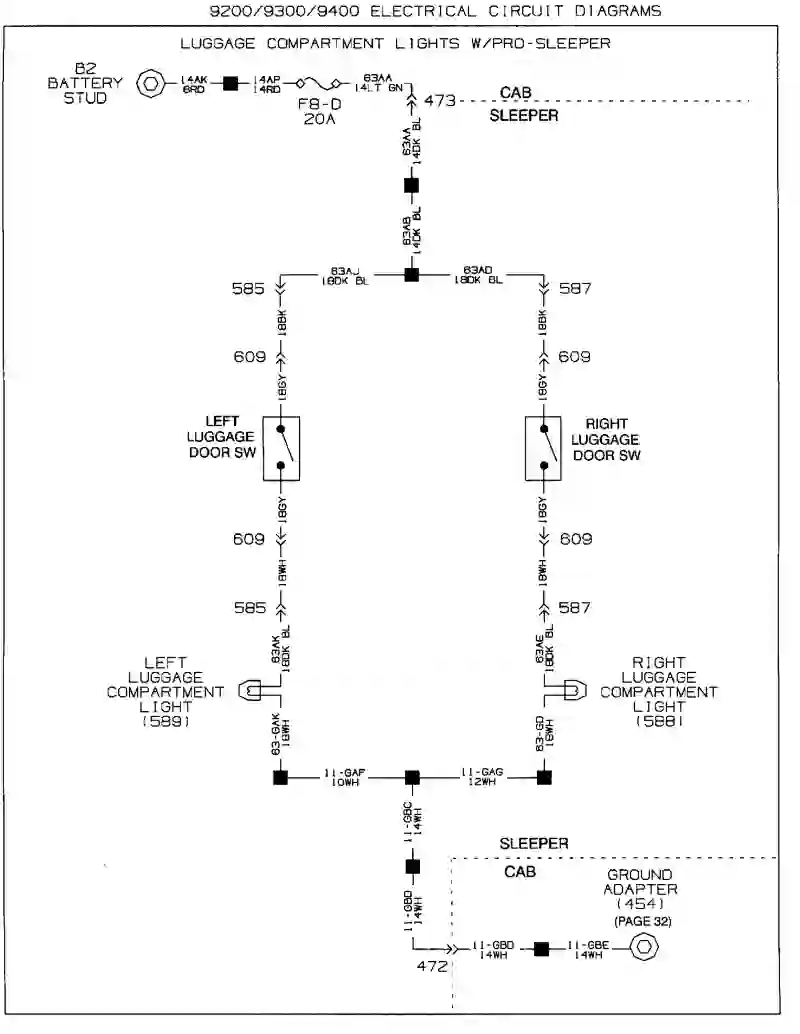 9200/9300/9400 ELECTRICAL CIRCUIT DIAGRAMS
LUGGAGE COMPARTMENT LIGHTS W/PRO-SLEEPER
B2
BATTERY
STUD
14AK
6RD
14AP
14RD
F8-D
20A
63AA
14LT GN
473
CAB
SLEEPER
63AA
14DK BL
63AB
14DK BL
63AJ
18DK BL
63AD
18DK BL
585
587
18BK
18BK
609
609
18GY
18GY
LEFT
LUGGAGE
DOOR SW
RIGHT
LUGGAGE
DOOR SW
18GY
18GY
609
609
18WH
18WH
585
587
63AK
18DK BL
63AE
18DK BL
LEFT
LUGGAGE
COMPARTMENT
LIGHT
(589)
RIGHT
LUGGAGE
COMPARTMENT
LIGHT
(588)
63-GAK
18WH
63-GD
18WH
11-GAF
10WH
11-GAG
12WH
11-GBC
14WH
SLEEPER
CAB
11-GBD
14WH
GROUND
ADAPTER
(454)
(PAGE 32)
472
11-GBD
14WH
11-GBE
14WH